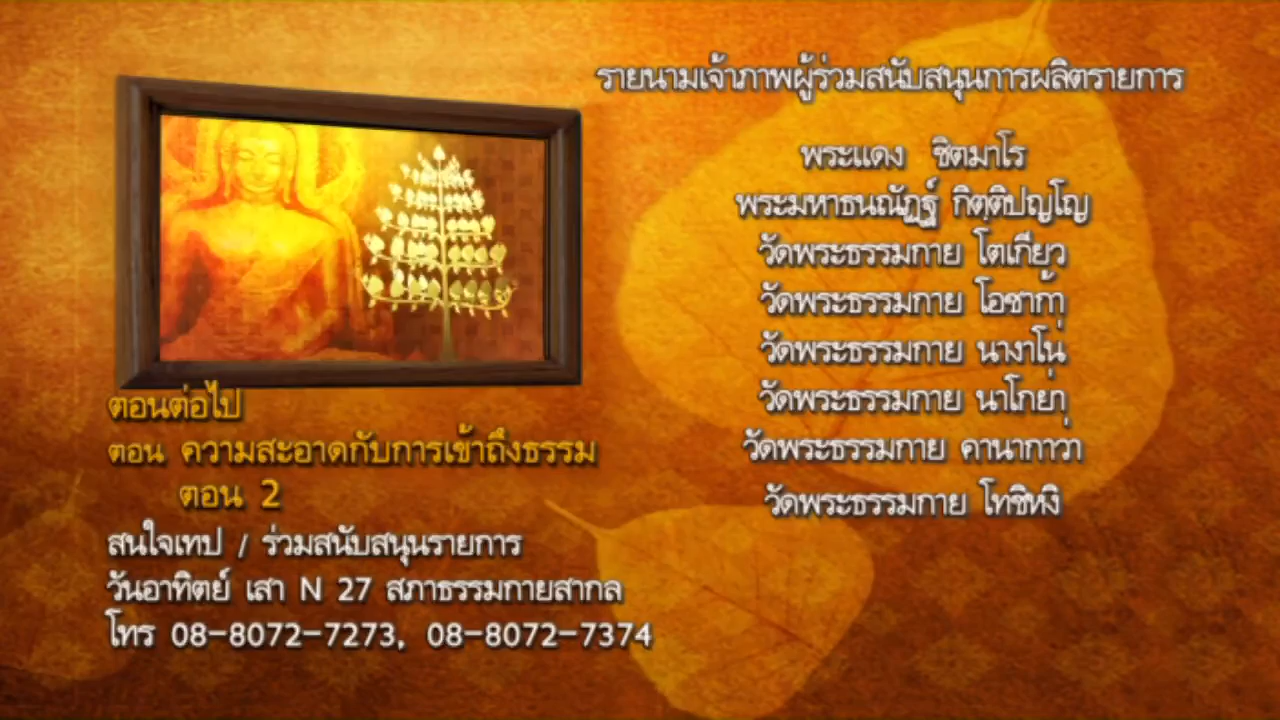 รายนามเจ้าภาพผู้ร่วมสนับสนุนการผลิตรายการ
พระแดง ชิตมาโร
พระมหาธนณัฏฐ์ กิตฺติปญฺโญ
วัดพระธรรมกาย โตเกียว
วัดพระธรรมกาย โอซาก้า
วัดพระธรรมกาย นางาโน่
วัดพระธรรมกาย นาโกย่า
วัดพระธรรมกาย คานากาว่า
วัดพระธรรมกาย โทชิหงิ
ตอนต่อไป
ตอน ความสะอาดกับการเข้าถึงธรรม
ตอน 2
สนใจเทป / ร่วมสนับสนุนรายการ
วันอาทิตย์ เสา N 27 สภาธรรมกายสากล
โทร 08-8072-7273, 08-8072-7374